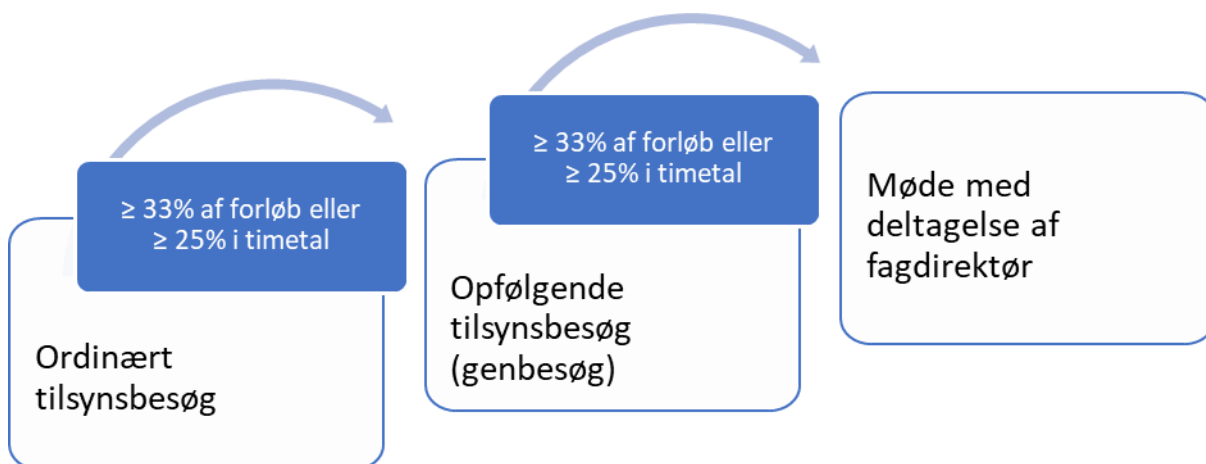 ≥ 33% af forløb eller
≥ 25% i timetal
Ordinært
tilsynsbesøg
≥ 33% af forløb eller
≥ 25% i timetal
Opfølgende
tilsynsbesøg
(genbesøg)
Møde med
deltagelse af
fagdirektør